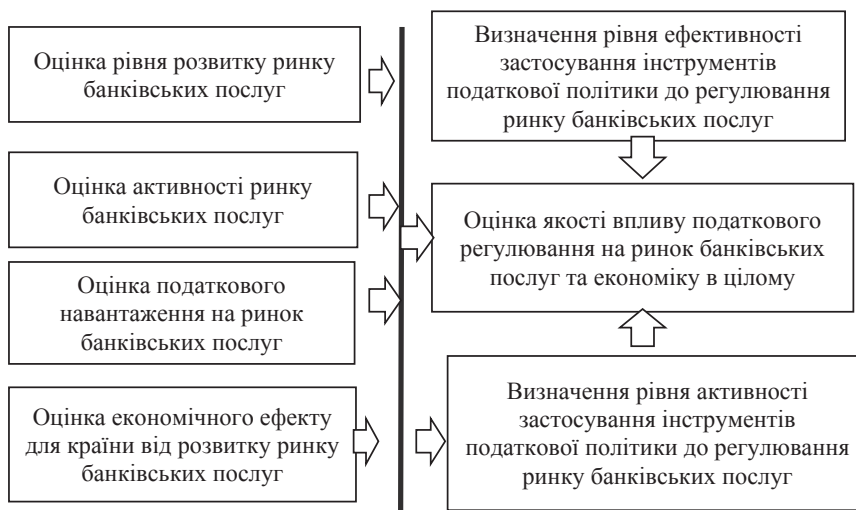 Оцінка рівня розвитку ринку
банківських послуг
Оцінка активності ринку
банківських послуг
Оцінка податкового
навантаження на ринок
банківських послуг
Оцінка економічного ефекту
для країни від розвитку ринку
банківських послуг
Визначення рівня ефективності
застосування інструментів
податкової політики до регулювання
ринку банківських послуг
Оцінка якості впливу податкового
регулювання на ринок банківських
послуг та економіку в цілому
Визначення рівня активності
застосування інструментів
податкової політики до регулювання
ринку банківських послуг